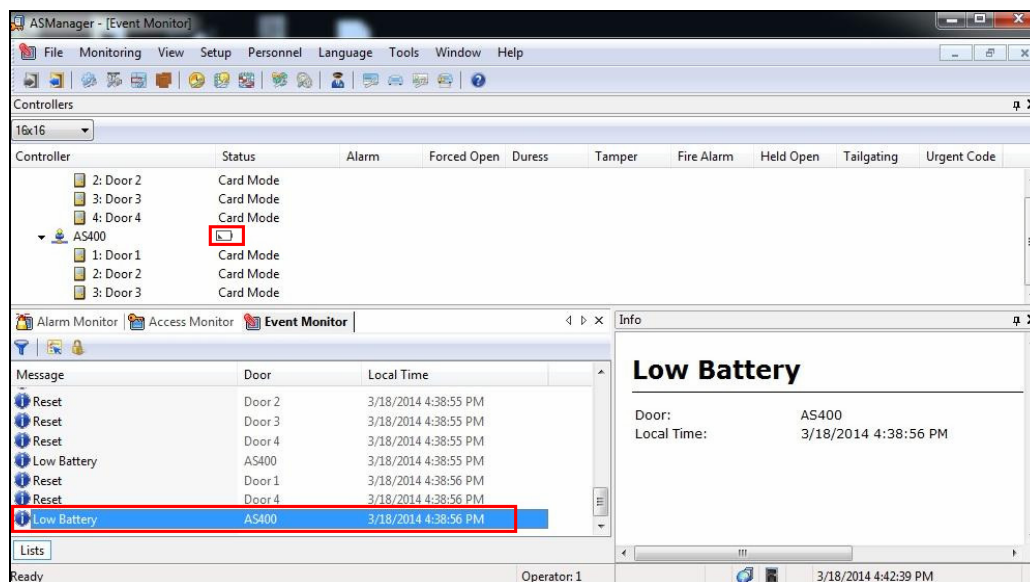 ASManager - [Event Monitor]
File Monitoring View Setup Personnel Language Tools Window Help
Controllers
16x16
Controller Status Alarm Forced Open Duress Tamper Fire Alarm Held Open Tailgating Urgent Code
2: Door 2 Card Mode
3: Door 3 Card Mode
4: Door 4 Card Mode
AS400
1: Door 1 Card Mode
2: Door 2 Card Mode
3: Door 3 Card Mode
Alarm Monitor Access Monitor Event Monitor
Info
Message Door Local Time
Reset Door 2 3/18/2014 4:38:55 PM
Reset Door 3 3/18/2014 4:38:55 PM
Reset Door 4 3/18/2014 4:38:55 PM
Low Battery AS400 3/18/2014 4:38:55 PM
Reset Door 1 3/18/2014 4:38:56 PM
Reset Door 4 3/18/2014 4:38:56 PM
Low Battery AS400 3/18/2014 4:38:56 PM
Low Battery
Door: AS400
Local Time: 3/18/2014 4:38:56 PM
Lists
Ready Operator: 1 3/18/2014 4:42:39 PM